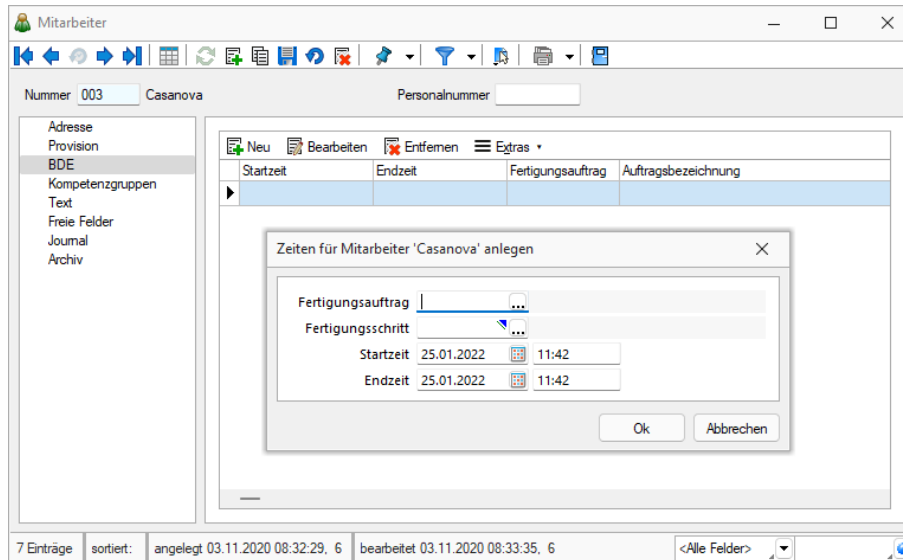 Mitarbeiter
Nummer 003 Casanova Personalnummer
Adresse
Provision
BDE
Kompetenzgruppen
Text
Freie Felder
Journal
Archiv
Neu Bearbeiten Entfernen Extras
Startzeit Endzeit Fertigungsauftrag Auftragsbezeichnung
Zeiten für Mitarbeiter 'Casanova' anlegen
Fertigungsauftrag ...
Fertigungsschritt ...
Startzeit 25.01.2022 11:42
Endzeit 25.01.2022 11:42
Ok Abbrechen
7 Einträge sortiert: angelegt 03.11.2020 08:32:29, 6 bearbeitet 03.11.2020 08:33:35, 6 <Alle Felder>